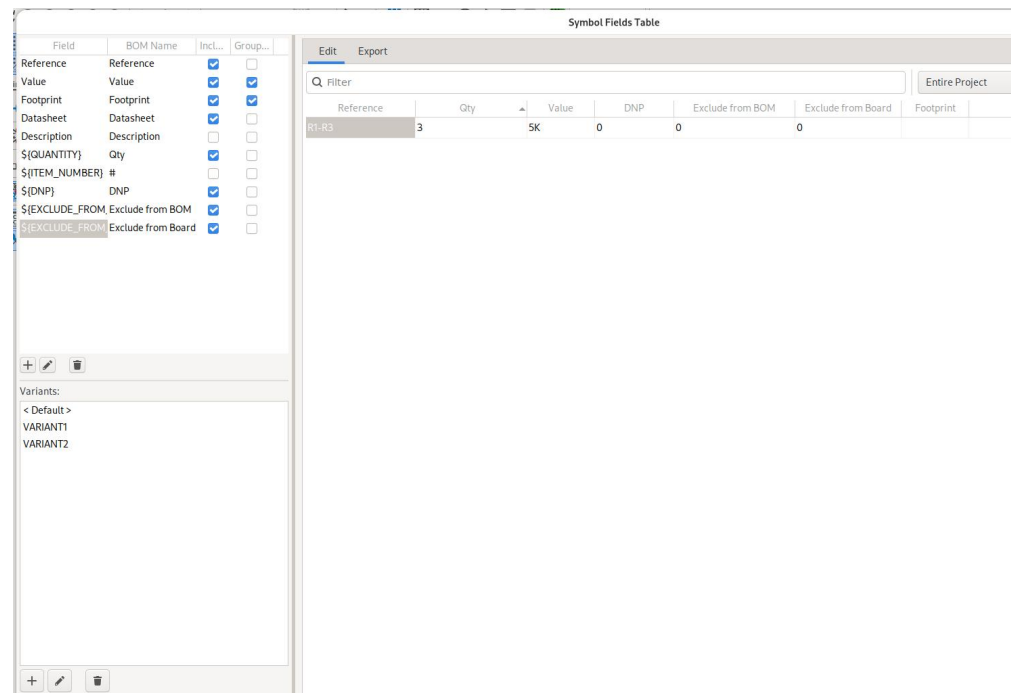 Symbol Fields Table
Field BOM Name Incl... Group...
Reference Reference
Value Value
Footprint Footprint
Datasheet Datasheet
Description Description
${QUANTITY} Qty
${ITEM_NUMBER} #
${DNP} DNP
${EXCLUDE_FROM_ Exclude from BOM
${EXCLUDE_FROM_ Exclude from Board
Variants:
< Default >
VARIANT1
VARIANT2
Edit Export
Filter Entire Project
Reference Qty Value DNP Exclude from BOM Exclude from Board Footprint
R1-R3 3 5K 0 0 0